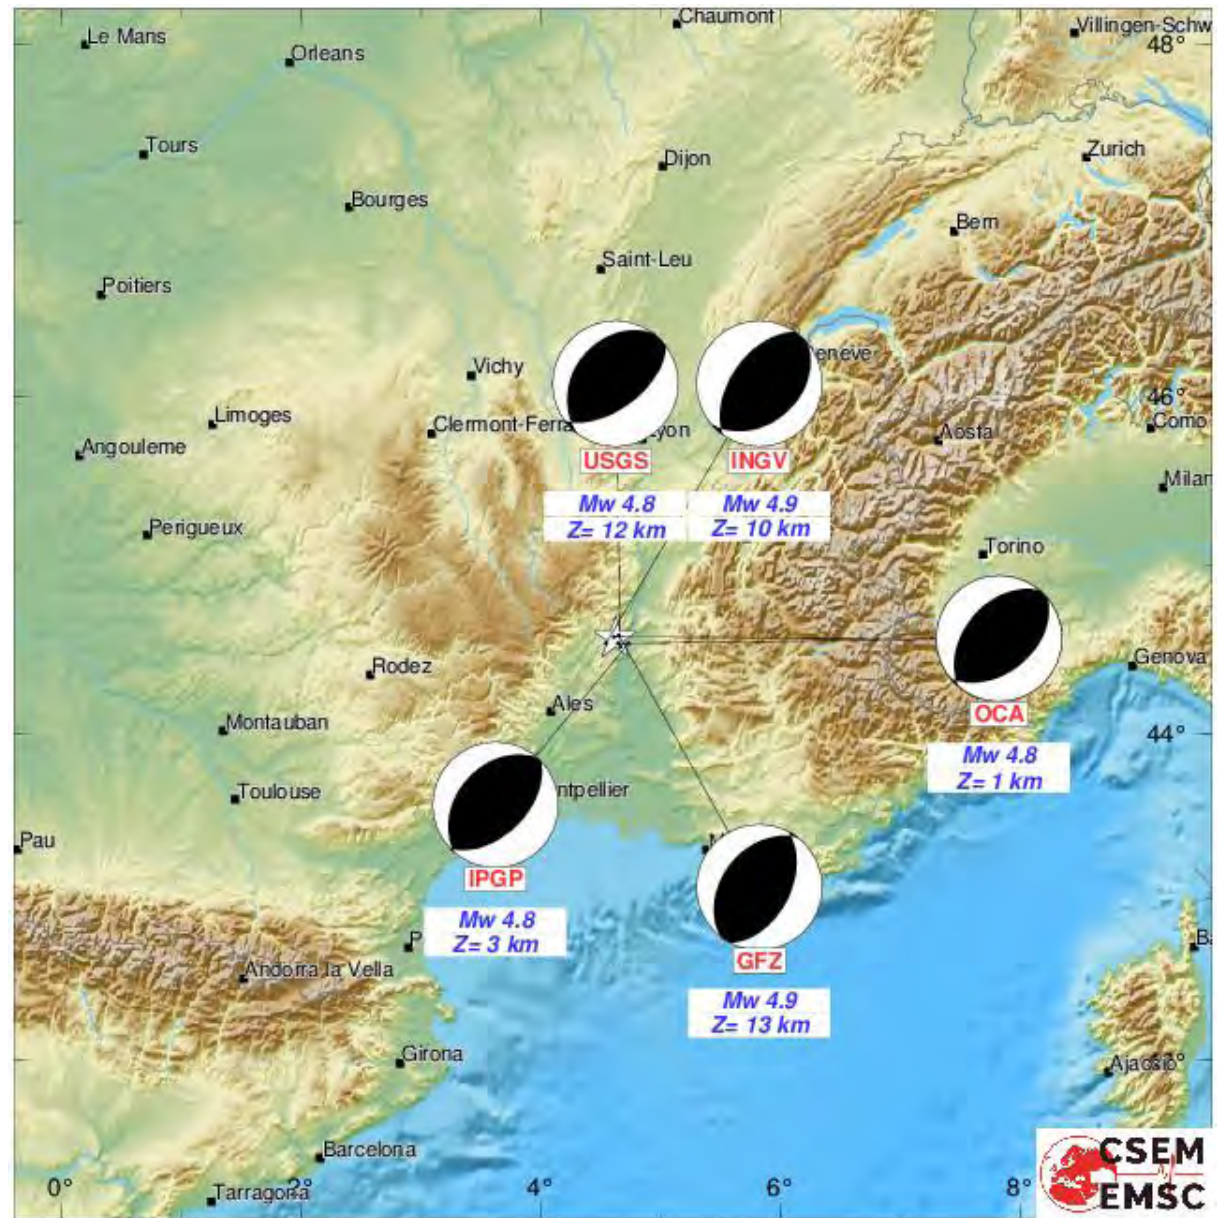 Chaumont
Villingen-Schw
Le Mans
48°
Orleans
Tours
Zurich
Dijon
Bourges
Bern
Saint-Leu
Poitiers
eneve
Vichy
46°
Limoges
Clermont-Ferra
yon
Aosta
Como
Angouleme
USGS
INGV
Milan
Mw 4.8
Z= 12 km
Mw 4.9
Z= 10 km
Perigueux
Torino
Rodez
Genova
Ales
OCA
Montauban
44°
Mw 4.8
Z= 1 km
Toulouse
ntpellier
Pau
IPGP
Mw 4.8
Z= 3 km
GFZ
Andorra la Vella
Mw 4.9
Z= 13 km
Girona
Ajaccio
Barcelona
CSEM
EMSC
Tarragona
0°
4°
6°
8°